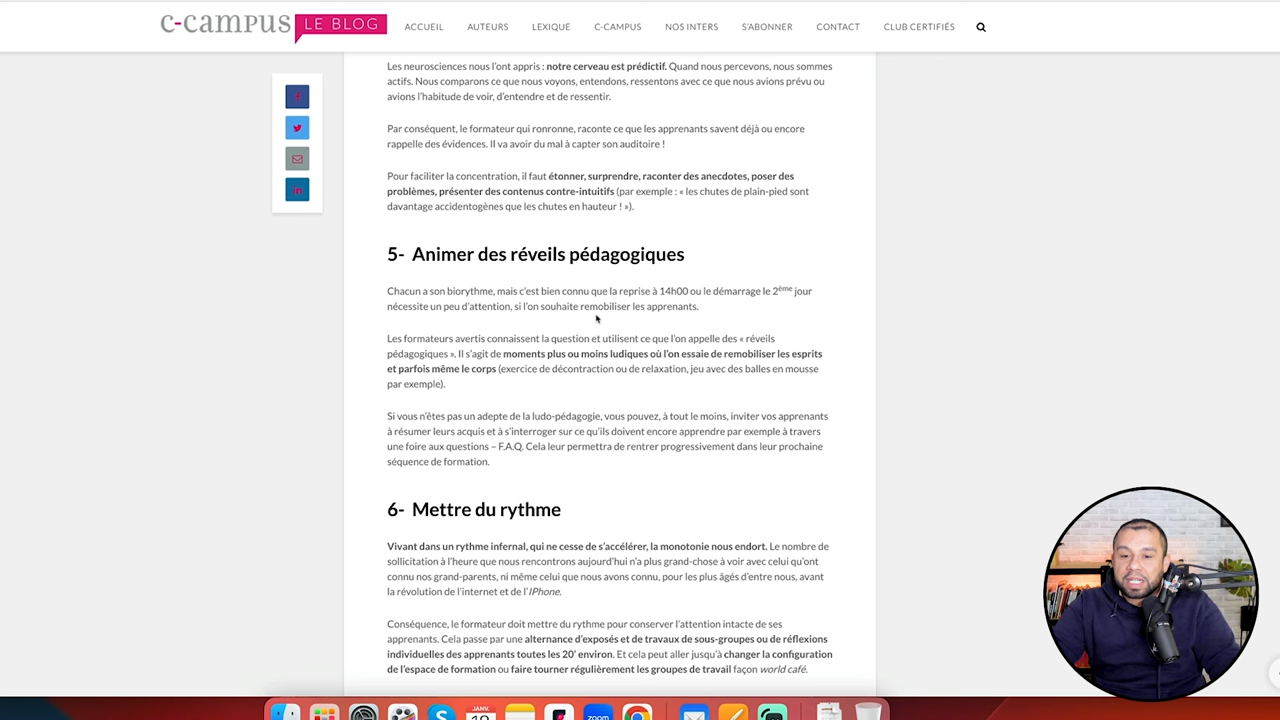 c-campus LE BLOG
ACCUEIL AUTEURS LEXIQUE C-CAMPUS NOS INTERS S'ABONNER CONTACT CLUB CERTIFIÉS
Les neurosciences nous l'ont appris : notre cerveau est prédictif. Quand nous percevons, nous sommes
actifs. Nous comparons ce que nous voyons, entendons, ressentons avec ce que nous avions prévu ou
avions l'habitude de voir, d'entendre et de ressentir.
Par conséquent, le formateur qui ronronne, raconte ce que les apprenants savent déjà ou encore
rappelle des évidences. Il va avoir du mal à capter son auditoire !
Pour faciliter la concentration, il faut étonner, surprendre, raconter des anecdotes, poser des
problèmes, présenter des contenus contre-intuitifs (par exemple : « les chutes de plain-pied sont
davantage accidentogènes que les chutes en hauteur ! »).
5- Animer des réveils pédagogiques
Chacun a son biorythme, mais c'est bien connu que la reprise à 14h00 ou le démarrage le 2ème jour
nécessite un peu d'attention, si l'on souhaite remobiliser les apprenants.
Les formateurs avertis connaissent la question et utilisent ce que l'on appelle des « réveils
pédagogiques ». Il s'agit de moments plus ou moins ludiques où l'on essaie de remobiliser les esprits
et parfois même le corps (exercice de décontraction ou de relaxation, jeu avec des balles en mousse
par exemple).
Si vous n'êtes pas un adepte de la ludo-pédagogie, vous pouvez, à tout le moins, inviter vos apprenants
à résumer leurs acquis et à s'interroger sur ce qu'ils doivent encore apprendre par exemple à travers
une foire aux questions – F.A.Q. Cela leur permettra de rentrer progressivement dans leur prochaine
séquence de formation.
6- Mettre du rythme
Vivant dans un rythme infernal, qui ne cesse de s'accélérer, la monotonie nous endort. Le nombre de
sollicitation à l'heure que nous rencontrons aujourd'hui n'a plus grand-chose à voir avec celui qu'ont
connu nos grand-parents, ni même celui que nous avons connu, pour les plus âgés d'entre nous, avant
la révolution de l'internet et de l'IPhone.
Conséquence, le formateur doit mettre du rythme pour conserver l'attention intacte de ses
apprenants. Cela passe par une alternance d'exposés et de travaux de sous-groupes ou de réflexions
individuelles des apprenants toutes les 20' environ. Et cela peut aller jusqu'à changer la configuration
de l'espace de formation ou faire tourner régulièrement les groupes de travail façon world café.
JANV.
zoom